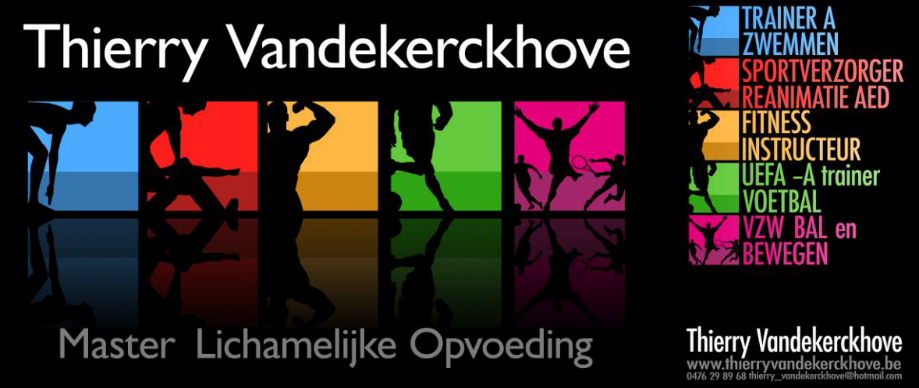 Thierry Vandekerckhove
Master Lichamelijke Opvoeding
TRAINER A
ZWEMMEN
SPORTVERZORGER
REANIMATIE AED
FITNESS
INSTRUCTEUR
UEFA -A trainer
VOETBAL
VZW BAL en
BEWEGEN
Thierry Vandekerckhove
www.thierryvandekerckhove.be
0476 29 89 68 thierry_vandekerckhove@hotmail.com